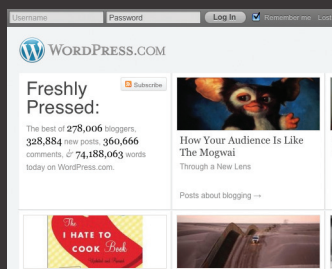 Username
Password
Log In
Remember me
Lost
WORDPRESS.COM
Freshly
Pressed:
Subscribe
The best of 278,006 bloggers,
328,884 new posts, 360,666
comments, & 74,188,063 words
today on WordPress.com.
How Your Audience Is Like
The Mogwai
Through a New Lens
Posts about blogging →
The
I HATE TO
COOK Book